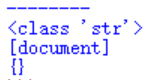 --------
<class 'str'>
[document]
{}